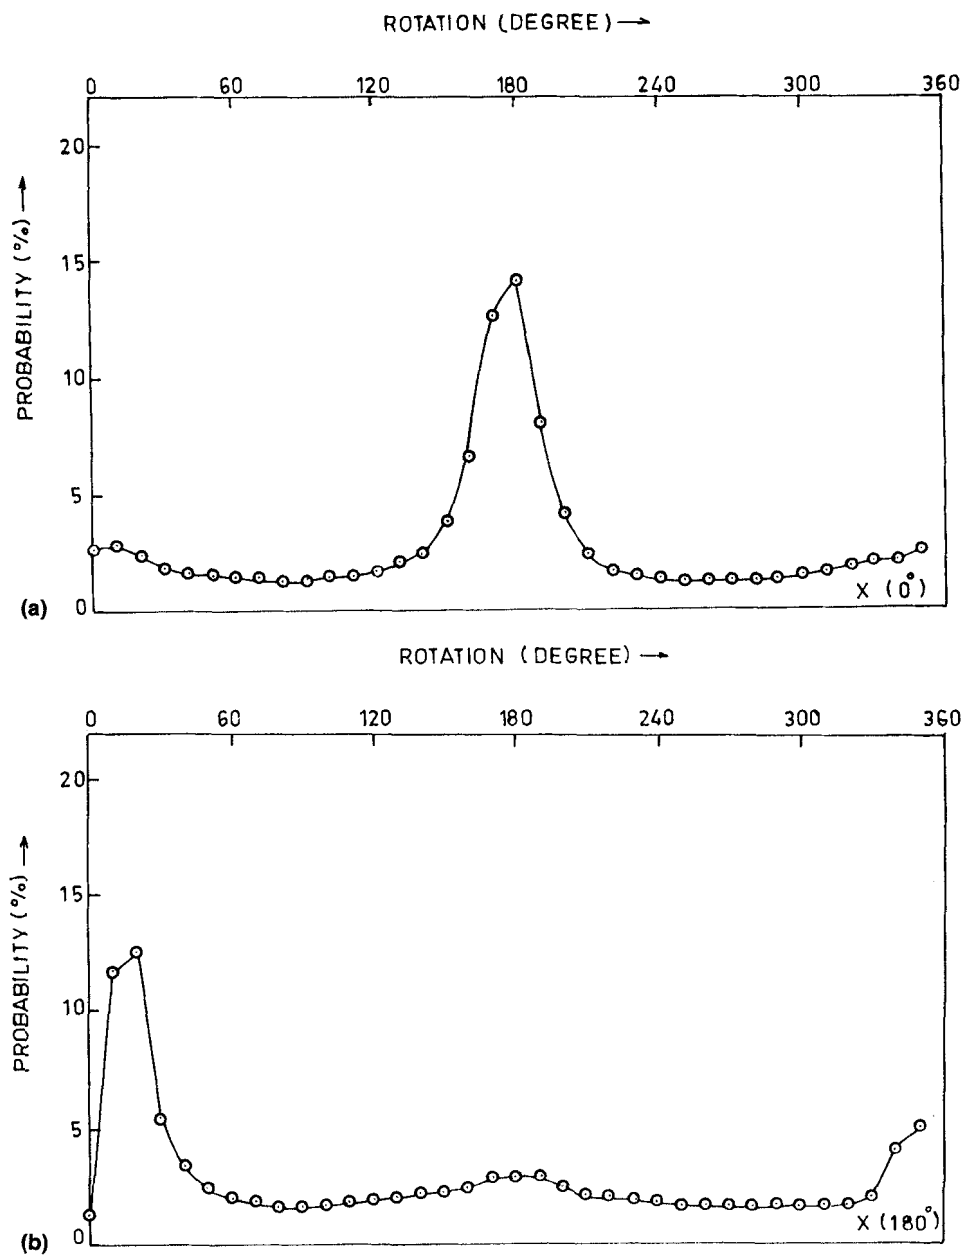 ROTATION (DEGREE) →
0 60 120 180 240 300 360
20
15
10
5
0
PROBABILITY (%) →
X (0°)
(a)
ROTATION (DEGREE) →
0 60 120 180 240 300 360
20
15
10
5
0
PROBABILITY (%) →
X (180°)
(b)